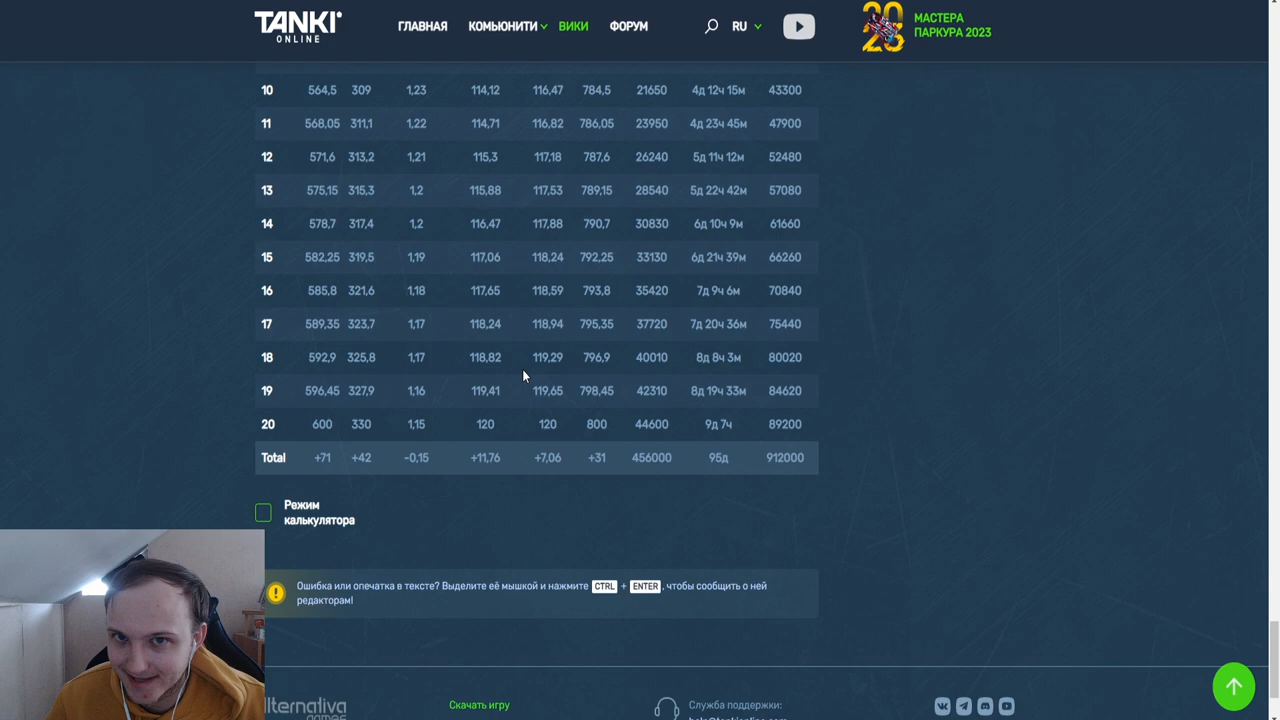 TANKI
ONLINE
ГЛАВНАЯ КОМЬЮНИТИ ВИКИ ФОРУМ RU
2023
МАСТЕРА
ПАРКУРА 2023
10 564,5 309 1,23 114,12 116,47 784,5 21650 4д 12ч 15м 43300
11 568,05 311,1 1,22 114,71 116,82 786,05 23950 4д 23ч 45м 47900
12 571,6 313,2 1,21 115,3 117,18 787,6 26240 5д 11ч 12м 52480
13 575,15 315,3 1,2 115,88 117,53 789,15 28540 5д 22ч 42м 57080
14 578,7 317,4 1,2 116,47 117,88 790,7 30830 6д 10ч 9м 61660
15 582,25 319,5 1,19 117,06 118,24 792,25 33130 6д 21ч 39м 66260
16 585,8 321,6 1,18 117,65 118,59 793,8 35420 7д 9ч 6м 70840
17 589,35 323,7 1,17 118,24 118,94 795,35 37720 7д 20ч 36м 75440
18 592,9 325,8 1,17 118,82 119,29 796,9 40010 8д 8ч 3м 80020
19 596,45 327,9 1,16 119,41 119,65 798,45 42310 8д 19ч 33м 84620
20 600 330 1,15 120 120 800 44600 9д 7ч 89200
Total +71 +42 -0,15 +11,76 +7,06 +31 456000 95д 912000
Режим
калькулятора
Ошибка или опечатка в тексте? Выделите её мышкой и нажмите CTRL + ENTER, чтобы сообщить о ней
редакторам!
lternativa
Скачать игру
Служба поддержки: